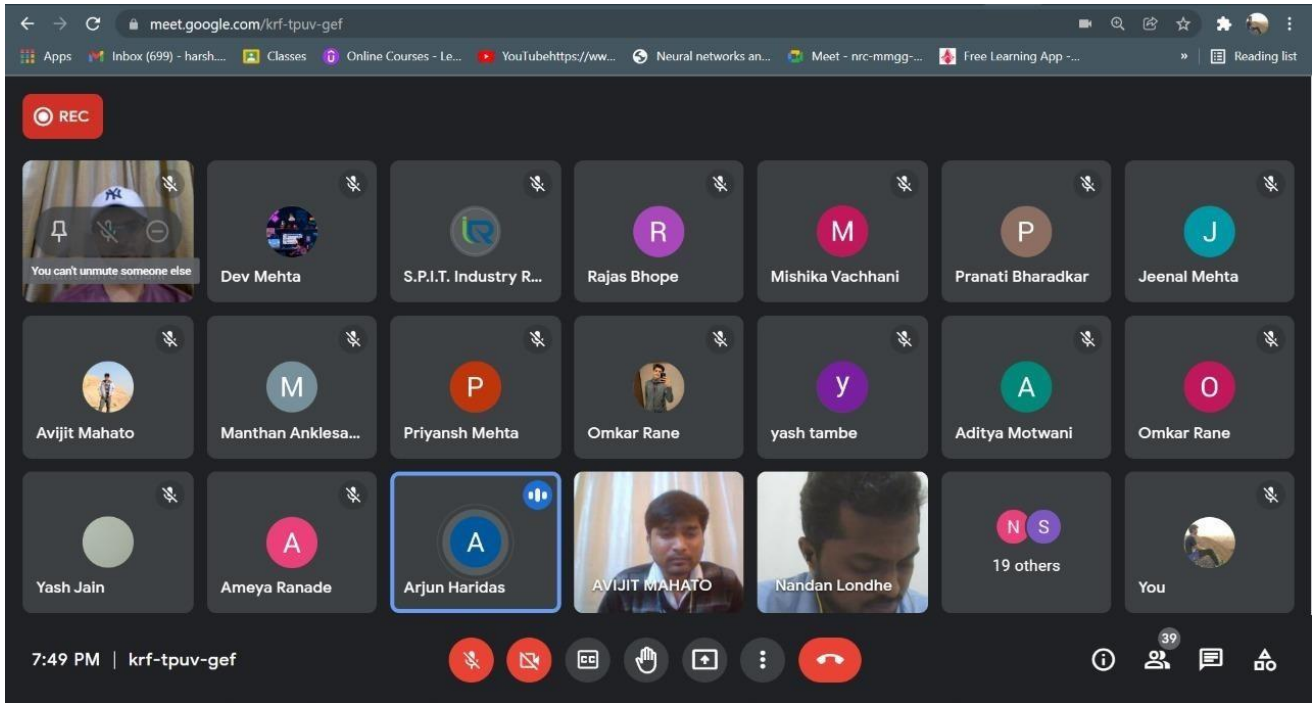 meet.google.com/krf-tpuv-gef
Apps Inbox (699) - harsh.... Classes Online Courses - Le... YouTubehttps://ww... Neural networks an... Meet - nrc-mmgg-... Free Learning App -... » Reading list
REC
NY
You can't unmute someone else
Dev Mehta
S.P.I.T. Industry R...
R
Rajas Bhope
M
Mishika Vachhani
P
Pranati Bharadkar
J
Jeenal Mehta
Avijit Mahato
M
Manthan Anklesa...
P
Priyansh Mehta
Omkar Rane
y
yash tambe
A
Aditya Motwani
O
Omkar Rane
Yash Jain
A
Ameya Ranade
A
Arjun Haridas
AVIJIT MAHATO
Nandan Londhe
N S
19 others
You
7:49 PM | krf-tpuv-gef
CC
39